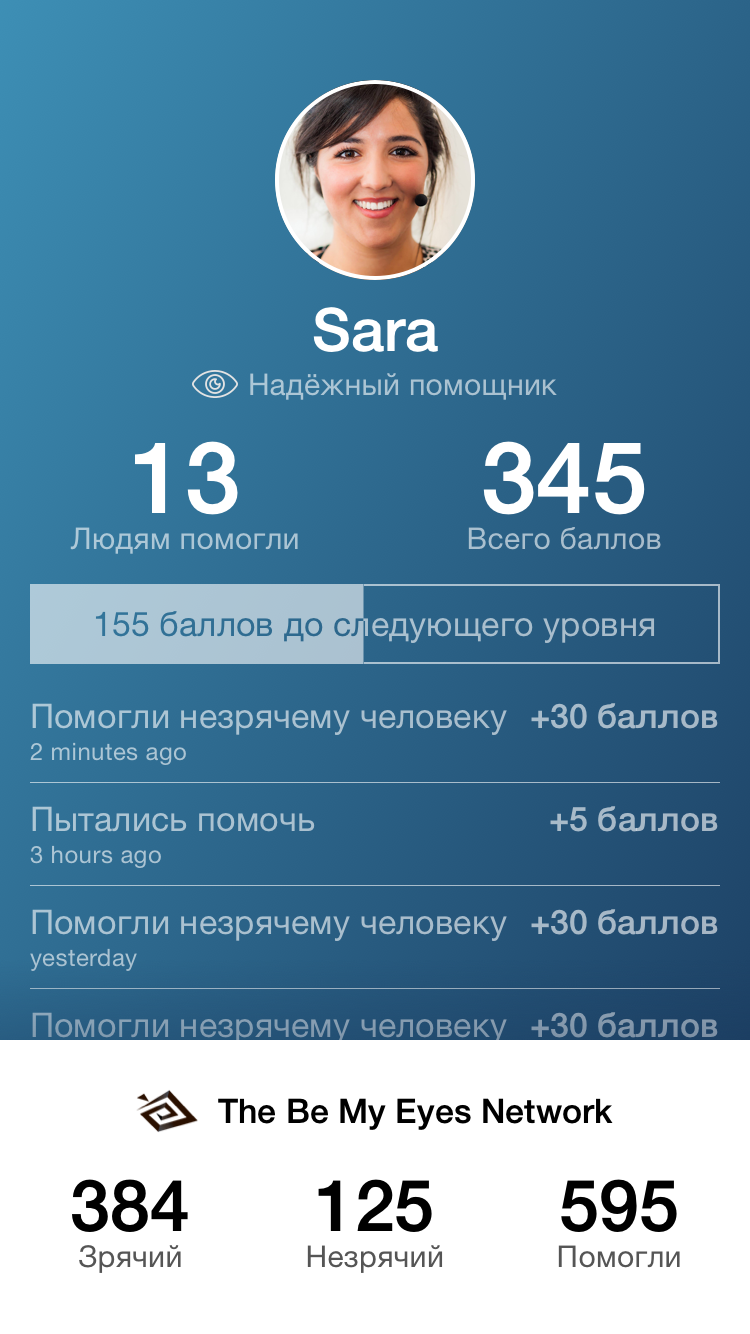 Sara
Надёжный помощник
13 345
Людям помогли Всего баллов
155 баллов до следующего уровня
Помогли незрячему человеку +30 баллов
2 minutes ago
Пытались помочь +5 баллов
3 hours ago
Помогли незрячему человеку +30 баллов
yesterday
Помогли незрячему человеку +30 баллов
The Be My Eyes Network
384 125 595
Зрячий Незрячий Помогли